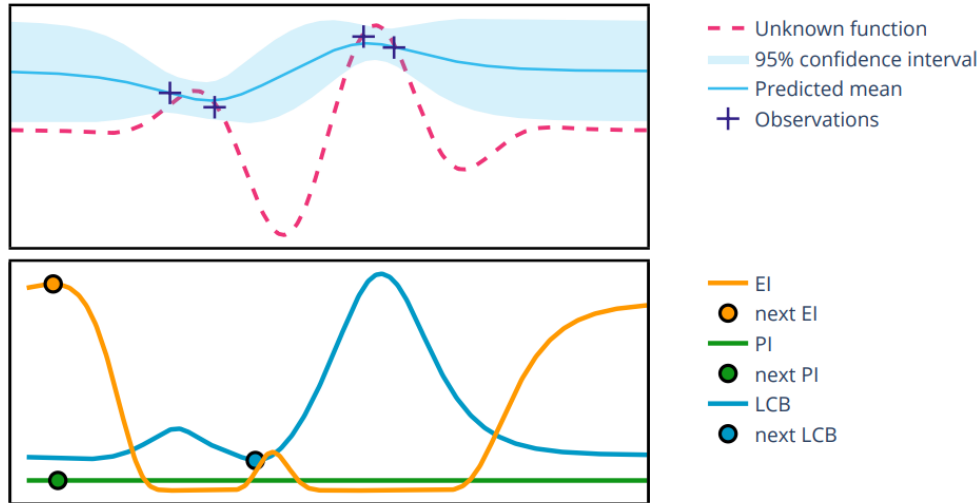 Unknown function
95% confidence interval
Predicted mean
Observations
EI
next EI
PI
next PI
LCB
next LCB